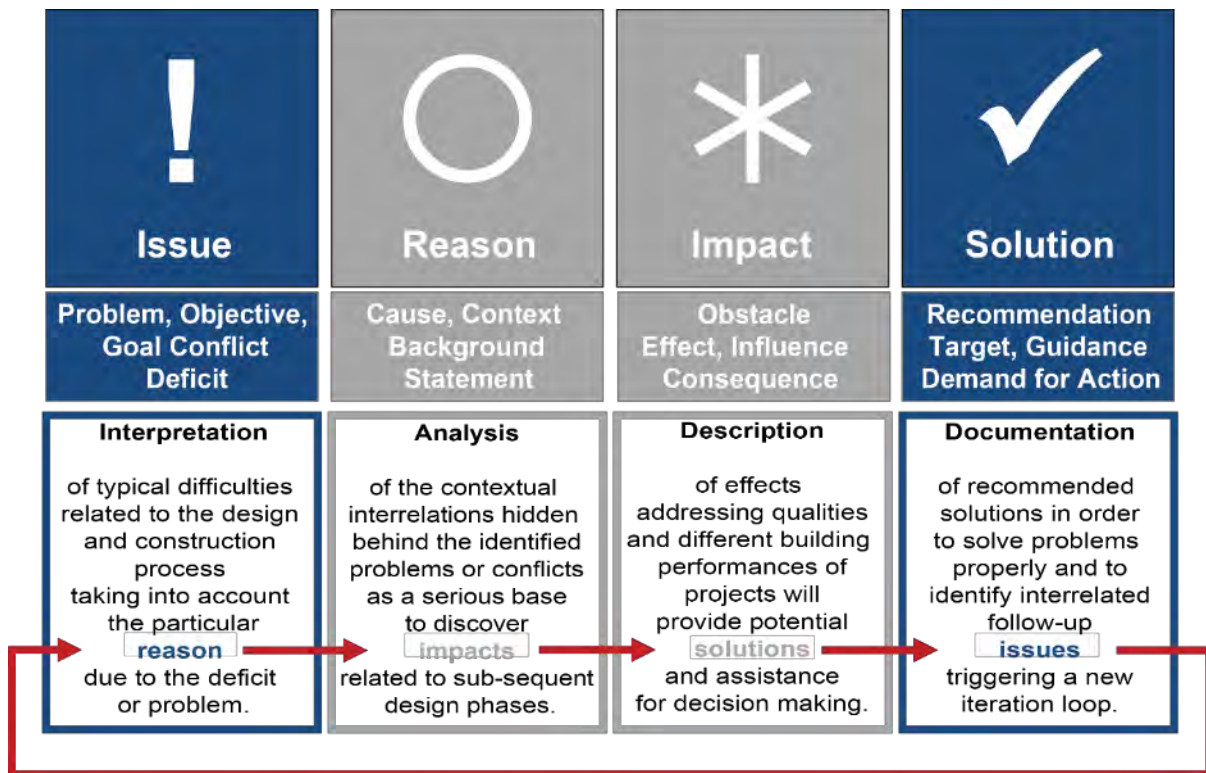 !
Issue
Problem, Objective,
Goal Conflict
Deficit
Interpretation
of typical difficulties
related to the design
and construction
process
taking into account
the particular
reason
due to the deficit
or problem.
Reason
Cause, Context
Background
Statement
Analysis
of the contextual
interrelations hidden
behind the identified
problems or conflicts
as a serious base
to discover
impacts
related to sub-sequent
design phases.
Impact
Obstacle
Effect, Influence
Consequence
Description
of effects
addressing qualities
and different building
performances of
projects will
provide potential
solutions
and assistance
for decision making.
Solution
Recommendation
Target, Guidance
Demand for Action
Documentation
of recommended
solutions in order
to solve problems
properly and to
identify interrelated
follow-up
issues
triggering a new
iteration loop.